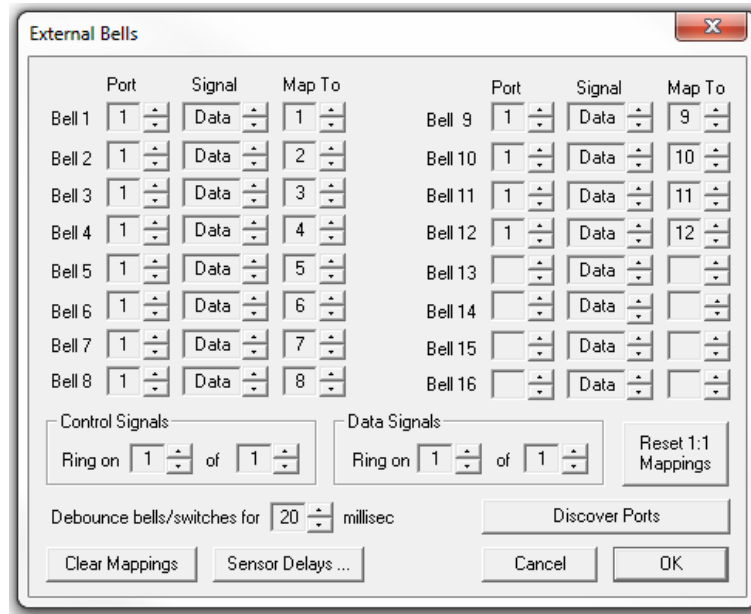 External Bells
Port Signal Map To Port Signal Map To
Bell 1 1 Data 1 Bell 9 1 Data 9
Bell 2 1 Data 2 Bell 10 1 Data 10
Bell 3 1 Data 3 Bell 11 1 Data 11
Bell 4 1 Data 4 Bell 12 1 Data 12
Bell 5 1 Data 5 Bell 13 Data
Bell 6 1 Data 6 Bell 14 Data
Bell 7 1 Data 7 Bell 15 Data
Bell 8 1 Data 8 Bell 16 Data
Control Signals Data Signals
Ring on 1 of 1 Ring on 1 of 1 Reset 1:1
Mappings
Debounce bells/switches for 20 millisec Discover Ports
Clear Mappings Sensor Delays ... Cancel OK